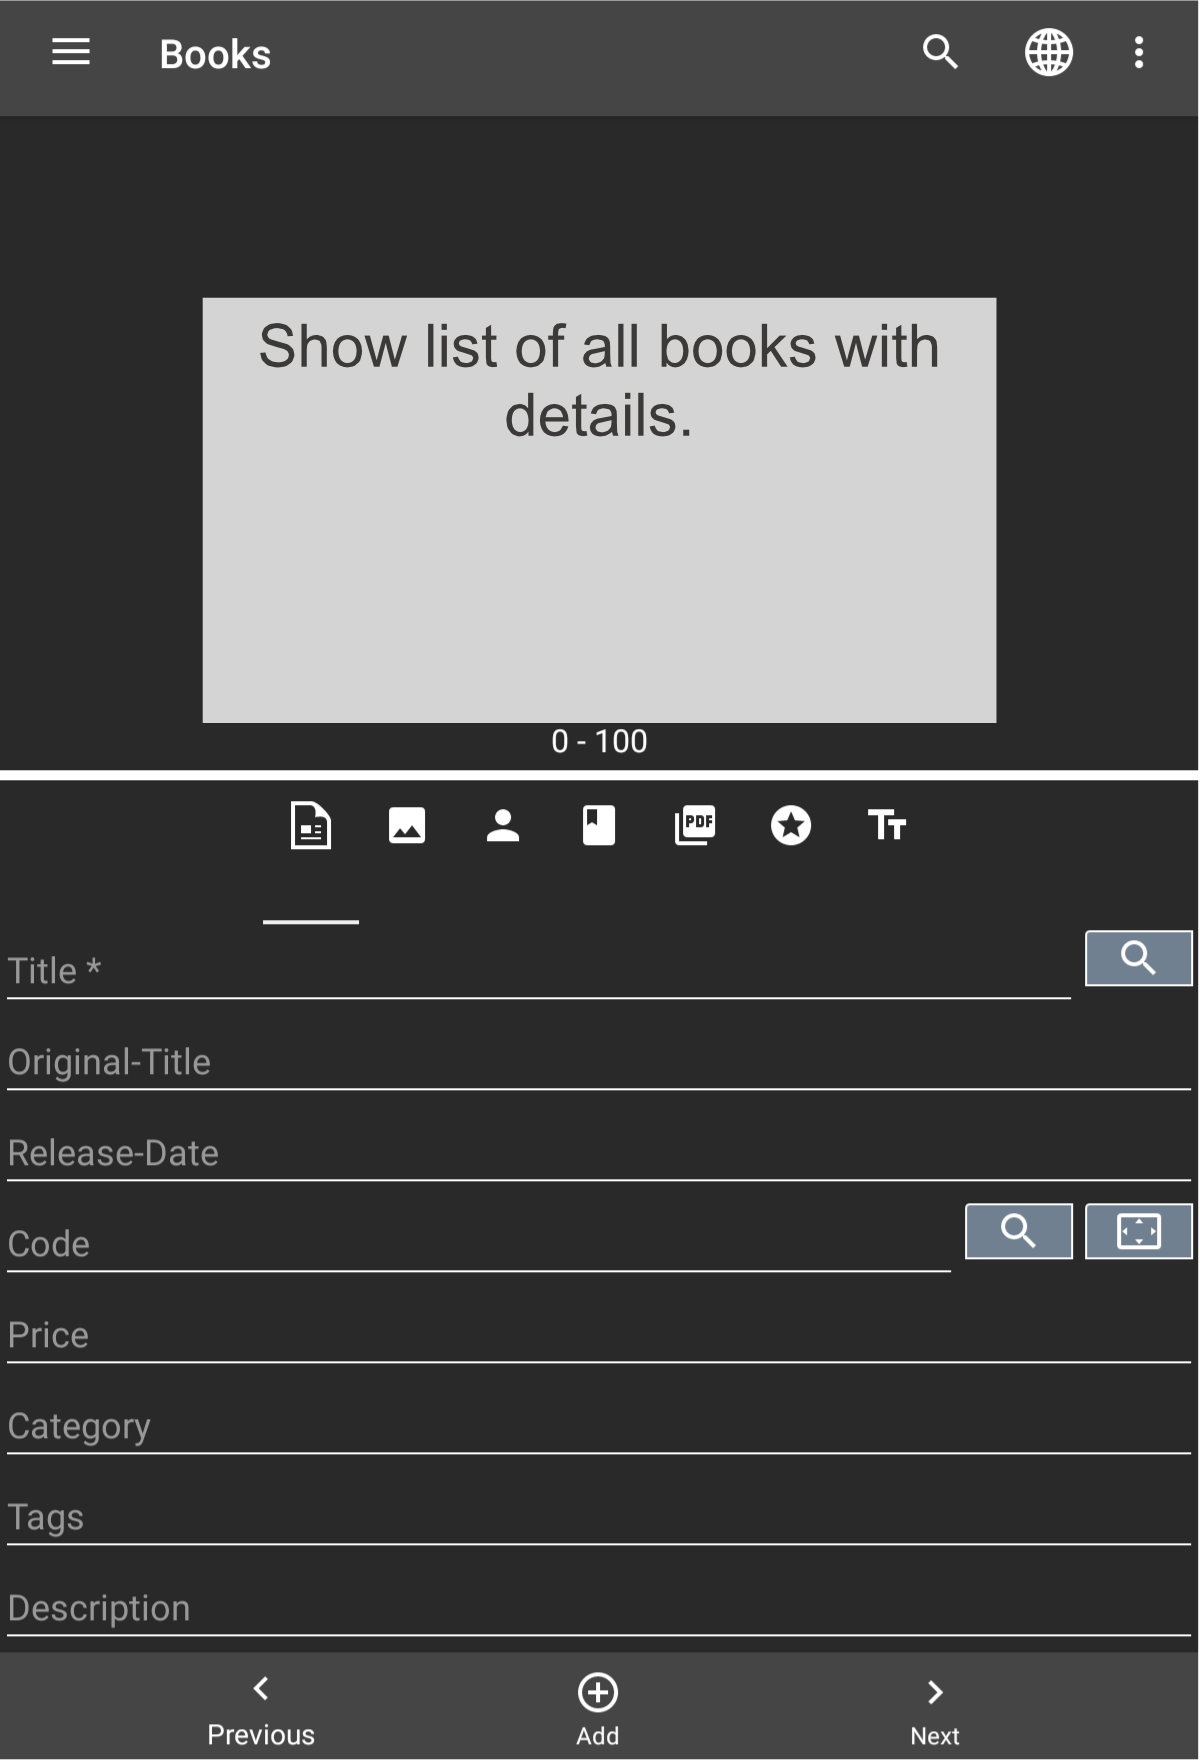 Books
Show list of all books with
details.
0 - 100
PDF
Title *
Original-Title
Release-Date
Code
Price
Category
Tags
Description
Previous
Add
Next